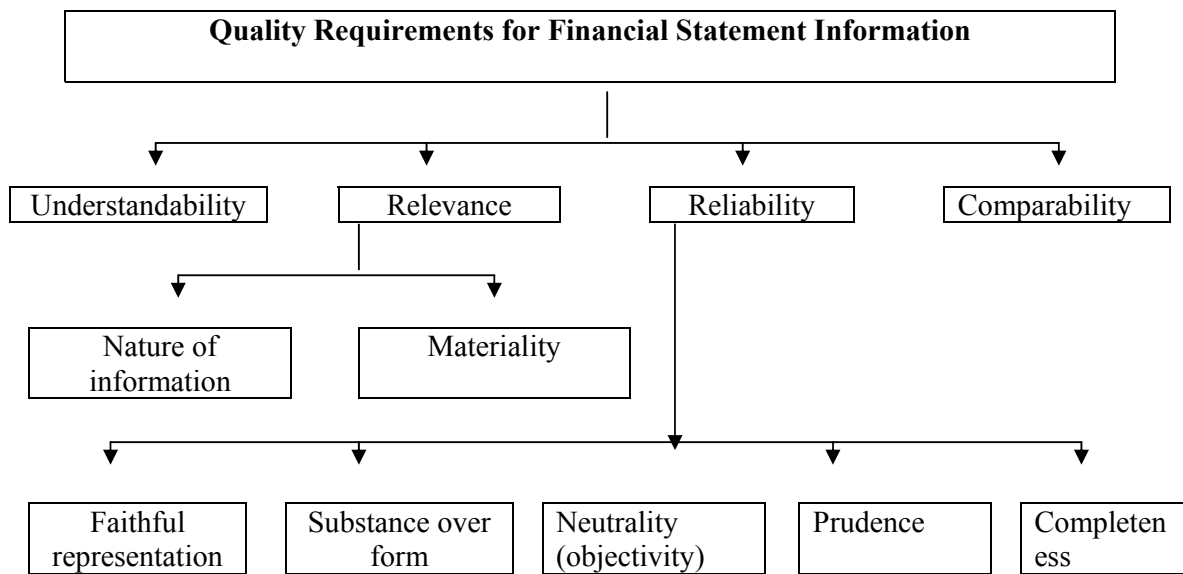 Quality Requirements for Financial Statement Information
Understandability
Relevance
Reliability
Comparability
Nature of
information
Materiality
Faithful
representation
Substance over
form
Neutrality
(objectivity)
Prudence
Completen
ess